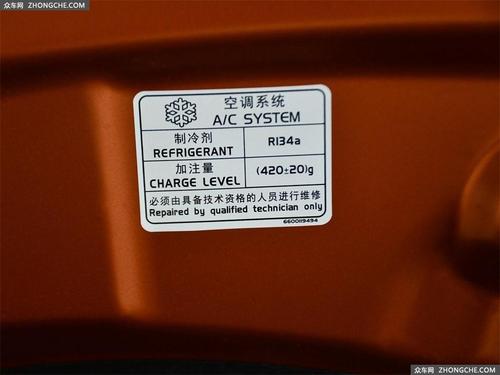 众车网 ZHONGCHE.COM
空调系统
A/C SYSTEM
制冷剂
REFRIGERANT
R134a
加注量
CHARGE LEVEL
(420±20)g
必须由具备技术资格的人员进行维修
Repaired by qualified technician only
6600119494
众车网 ZHONGCHE.COM